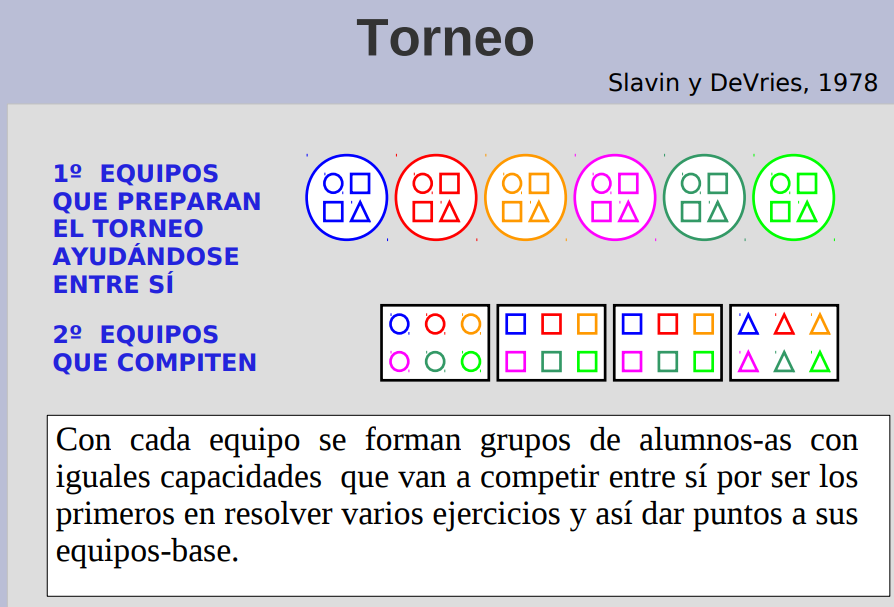 Torneo
Slavin y DeVries, 1978
1º EQUIPOS
QUE PREPARAN
EL TORNEO
AYUDÁNDOSE
ENTRE SÍ
2º EQUIPOS
QUE COMPITEN
Con cada equipo se forman grupos de alumnos-as con
iguales capacidades que van a competir entre sí por ser los
primeros en resolver varios ejercicios y así dar puntos a sus
equipos-base.